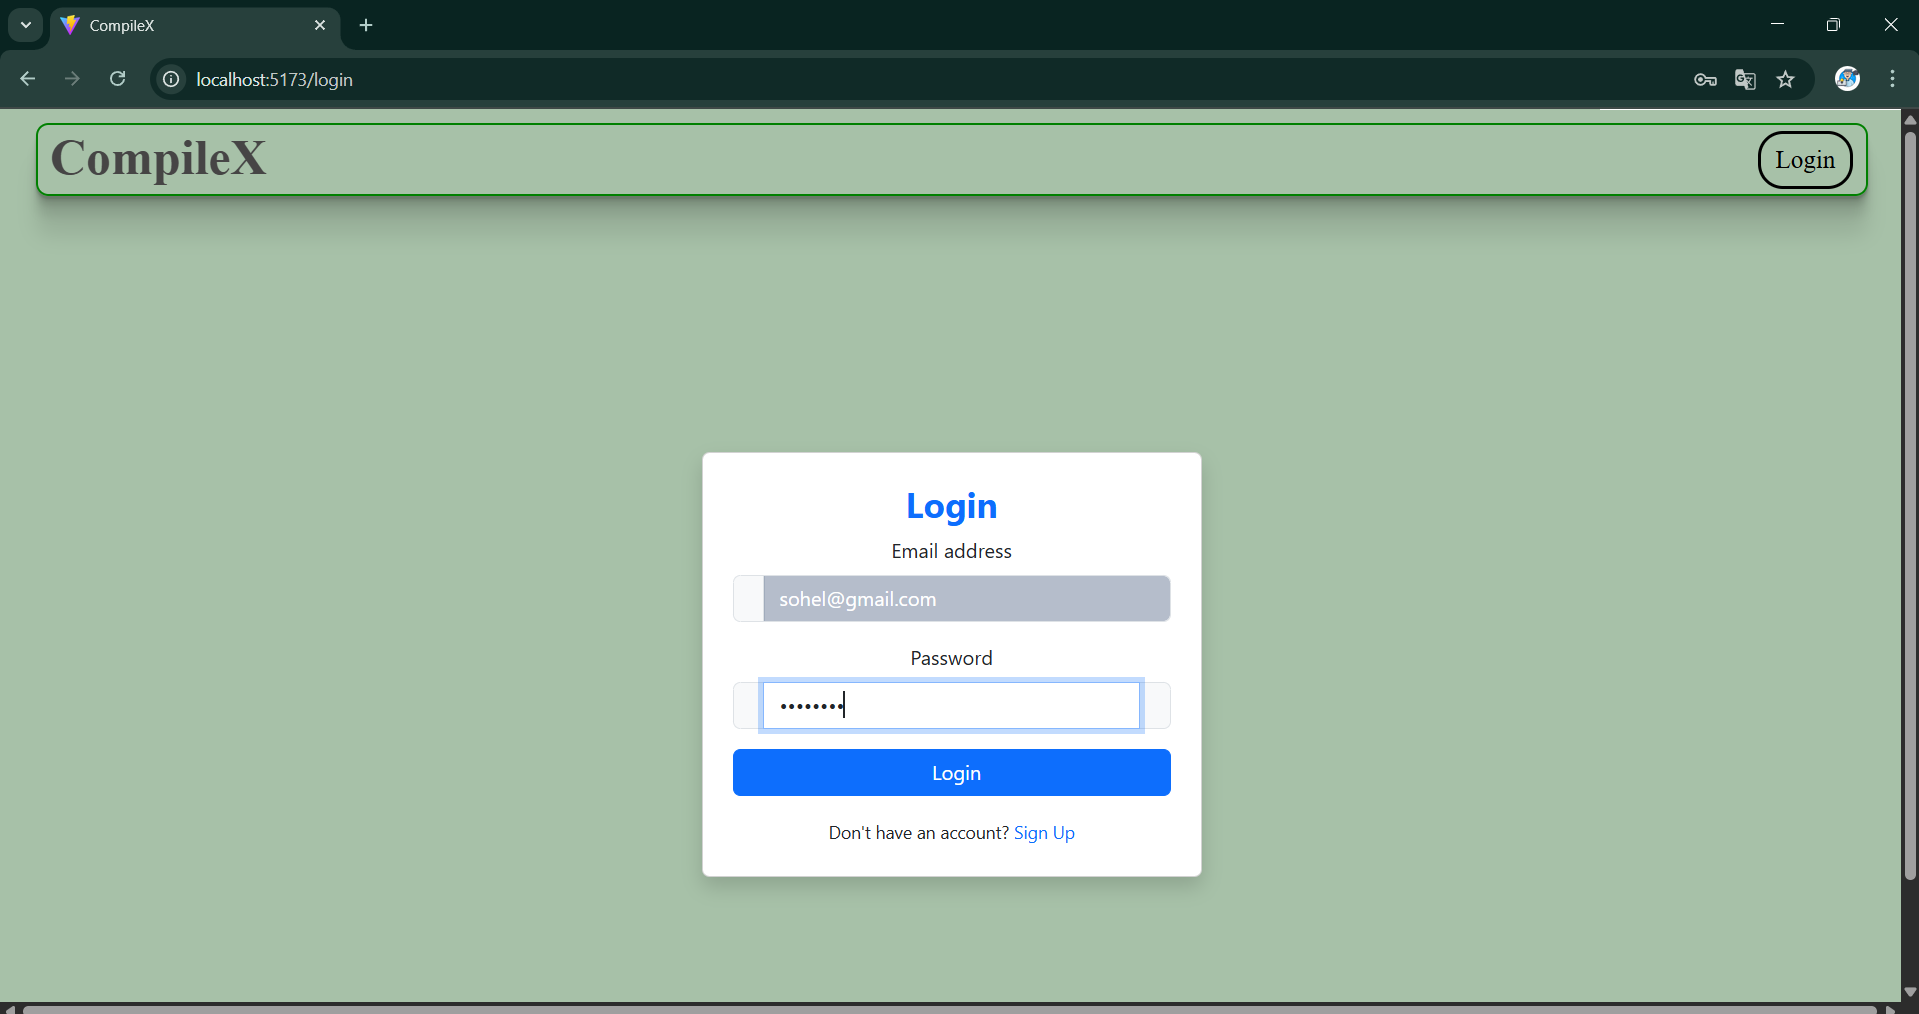 CompileX
localhost:5173/login
CompileX
Login
Login
Email address
sohel@gmail.com
Password
••••••••
Login
Don't have an account? Sign Up